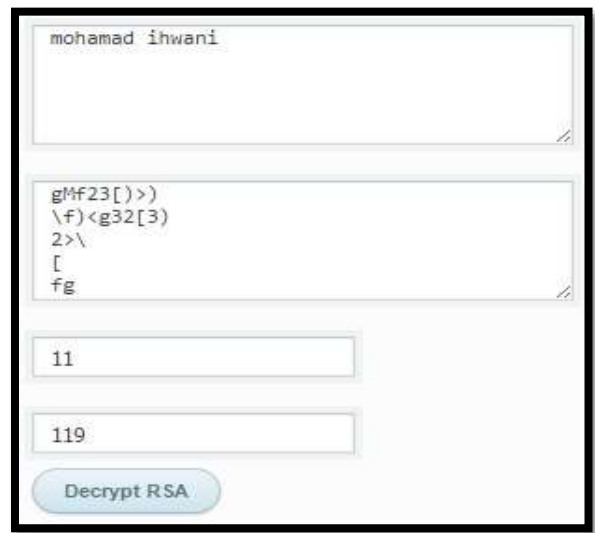 mohamad ihwani
gMf23[)>)
\f)<g32[3)
2>\
[
fg
11
119
Decrypt RSA